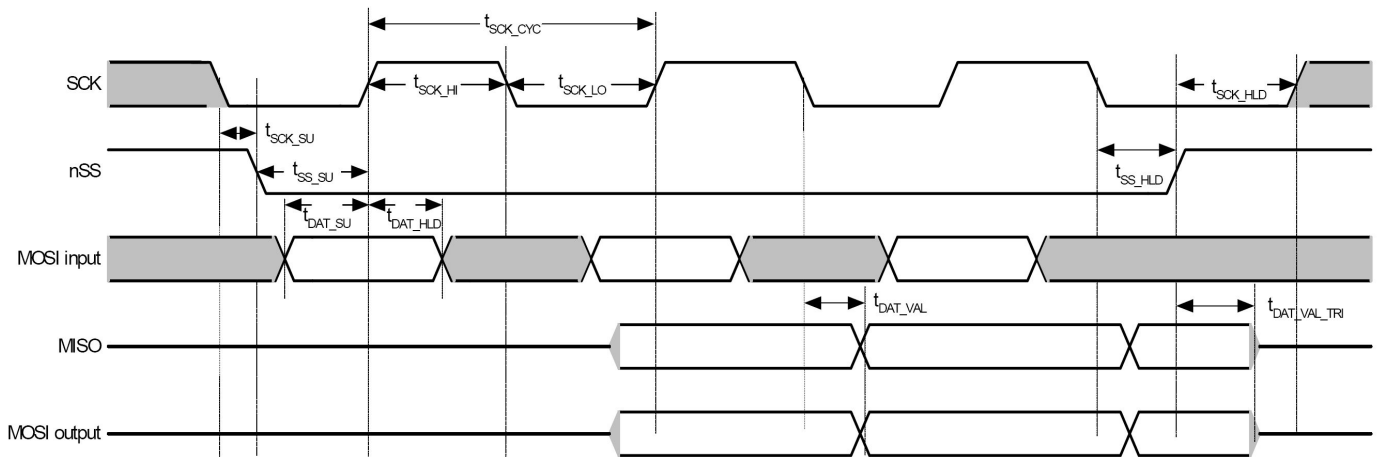 tSCK_CYC
SCK
tSCK_HI
tSCK_LO
tSCK_HLD
tSCK_SU
nSS
tSS_SU
tSS_HLD
tDAT_SU
tDAT_HLD
MOSI input
tDAT_VAL
tDAT_VAL_TRI
MISO
MOSI output